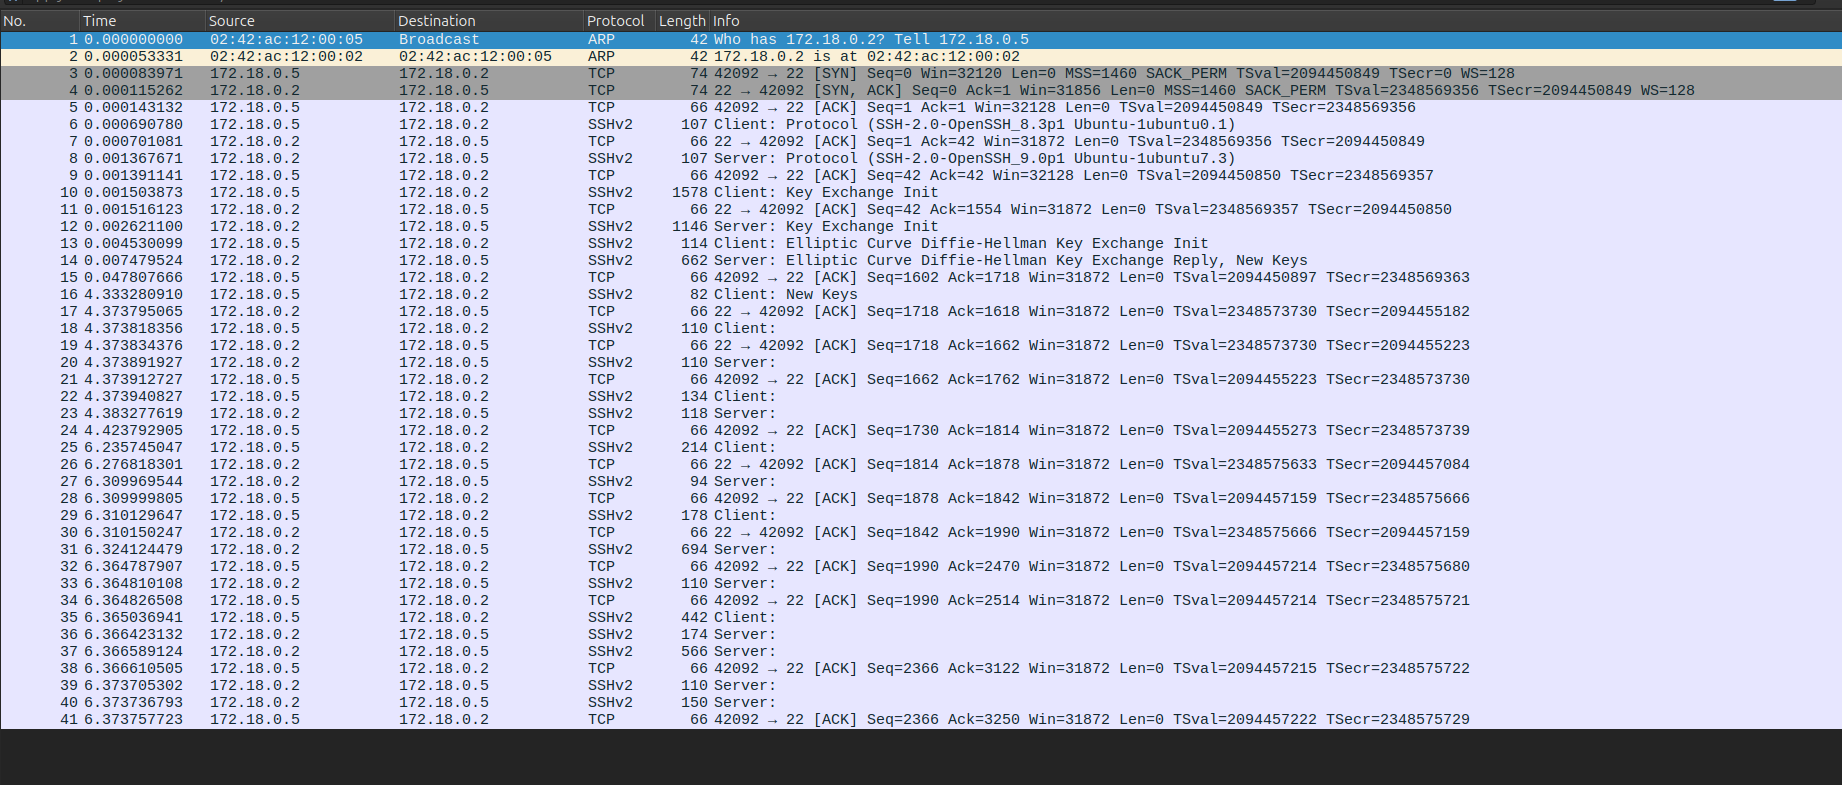 No. Time Source Destination Protocol Length Info
1 0.000000000 02:42:ac:12:00:05 Broadcast ARP 42 Who has 172.18.0.2? Tell 172.18.0.5
2 0.000053331 02:42:ac:12:00:02 02:42:ac:12:00:05 ARP 42 172.18.0.2 is at 02:42:ac:12:00:02
3 0.000083971 172.18.0.5 172.18.0.2 TCP 74 42092 → 22 [SYN] Seq=0 Win=32120 Len=0 MSS=1460 SACK_PERM TSval=2094450849 TSecr=0 WS=128
4 0.000115262 172.18.0.2 172.18.0.5 TCP 74 22 → 42092 [SYN, ACK] Seq=0 Ack=1 Win=31856 Len=0 MSS=1460 SACK_PERM TSval=2348569356 TSecr=2094450849 WS=128
5 0.000143132 172.18.0.5 172.18.0.2 TCP 66 42092 → 22 [ACK] Seq=1 Ack=1 Win=32128 Len=0 TSval=2094450849 TSecr=2348569356
6 0.000690780 172.18.0.5 172.18.0.2 SSHv2 107 Client: Protocol (SSH-2.0-OpenSSH_8.3p1 Ubuntu-1ubuntu0.1)
7 0.000701081 172.18.0.2 172.18.0.5 TCP 66 22 → 42092 [ACK] Seq=1 Ack=42 Win=31872 Len=0 TSval=2348569356 TSecr=2094450849
8 0.001367671 172.18.0.2 172.18.0.5 SSHv2 107 Server: Protocol (SSH-2.0-OpenSSH_9.0p1 Ubuntu-1ubuntu7.3)
9 0.001391141 172.18.0.5 172.18.0.2 TCP 66 42092 → 22 [ACK] Seq=42 Ack=42 Win=32128 Len=0 TSval=2094450850 TSecr=2348569357
10 0.001503873 172.18.0.5 172.18.0.2 SSHv2 1578 Client: Key Exchange Init
11 0.001516123 172.18.0.2 172.18.0.5 TCP 66 22 → 42092 [ACK] Seq=42 Ack=1554 Win=31872 Len=0 TSval=2348569357 TSecr=2094450850
12 0.002621100 172.18.0.2 172.18.0.5 SSHv2 1146 Server: Key Exchange Init
13 0.004530099 172.18.0.5 172.18.0.2 SSHv2 114 Client: Elliptic Curve Diffie-Hellman Key Exchange Init
14 0.007479524 172.18.0.2 172.18.0.5 SSHv2 662 Server: Elliptic Curve Diffie-Hellman Key Exchange Reply, New Keys
15 0.047807666 172.18.0.5 172.18.0.2 TCP 66 42092 → 22 [ACK] Seq=1602 Ack=1718 Win=31872 Len=0 TSval=2094450897 TSecr=2348569363
16 4.333280910 172.18.0.5 172.18.0.2 SSHv2 82 Client: New Keys
17 4.373795065 172.18.0.2 172.18.0.5 TCP 66 22 → 42092 [ACK] Seq=1718 Ack=1618 Win=31872 Len=0 TSval=2348573730 TSecr=2094455182
18 4.373818356 172.18.0.5 172.18.0.2 SSHv2 110 Client:
19 4.373834376 172.18.0.2 172.18.0.5 TCP 66 22 → 42092 [ACK] Seq=1718 Ack=1662 Win=31872 Len=0 TSval=2348573730 TSecr=2094455223
20 4.373891927 172.18.0.2 172.18.0.5 SSHv2 110 Server:
21 4.373912727 172.18.0.5 172.18.0.2 TCP 66 42092 → 22 [ACK] Seq=1662 Ack=1762 Win=31872 Len=0 TSval=2094455223 TSecr=2348573730
22 4.373940827 172.18.0.5 172.18.0.2 SSHv2 134 Client:
23 4.383277619 172.18.0.2 172.18.0.5 SSHv2 118 Server:
24 4.423792905 172.18.0.5 172.18.0.2 TCP 66 42092 → 22 [ACK] Seq=1730 Ack=1814 Win=31872 Len=0 TSval=2094455273 TSecr=2348573739
25 6.235745047 172.18.0.5 172.18.0.2 SSHv2 214 Client:
26 6.276818301 172.18.0.2 172.18.0.5 TCP 66 22 → 42092 [ACK] Seq=1814 Ack=1878 Win=31872 Len=0 TSval=2348575633 TSecr=2094457084
27 6.309969544 172.18.0.2 172.18.0.5 SSHv2 94 Server:
28 6.309999805 172.18.0.5 172.18.0.2 TCP 66 42092 → 22 [ACK] Seq=1878 Ack=1842 Win=31872 Len=0 TSval=2094457159 TSecr=2348575666
29 6.310129647 172.18.0.5 172.18.0.2 SSHv2 178 Client:
30 6.310150247 172.18.0.2 172.18.0.5 TCP 66 22 → 42092 [ACK] Seq=1842 Ack=1990 Win=31872 Len=0 TSval=2348575666 TSecr=2094457159
31 6.324124479 172.18.0.2 172.18.0.5 SSHv2 694 Server:
32 6.364787907 172.18.0.5 172.18.0.2 TCP 66 42092 → 22 [ACK] Seq=1990 Ack=2470 Win=31872 Len=0 TSval=2094457214 TSecr=2348575680
33 6.364810108 172.18.0.2 172.18.0.5 SSHv2 110 Server:
34 6.364826508 172.18.0.5 172.18.0.2 TCP 66 42092 → 22 [ACK] Seq=1990 Ack=2514 Win=31872 Len=0 TSval=2094457214 TSecr=2348575721
35 6.365036941 172.18.0.5 172.18.0.2 SSHv2 442 Client:
36 6.366423132 172.18.0.2 172.18.0.5 SSHv2 174 Server:
37 6.366589124 172.18.0.2 172.18.0.5 SSHv2 566 Server:
38 6.366610505 172.18.0.5 172.18.0.2 TCP 66 42092 → 22 [ACK] Seq=2366 Ack=3122 Win=31872 Len=0 TSval=2094457215 TSecr=2348575722
39 6.373705302 172.18.0.2 172.18.0.5 SSHv2 110 Server:
40 6.373736793 172.18.0.2 172.18.0.5 SSHv2 150 Server:
41 6.373757723 172.18.0.5 172.18.0.2 TCP 66 42092 → 22 [ACK] Seq=2366 Ack=3250 Win=31872 Len=0 TSval=2094457222 TSecr=2348575729